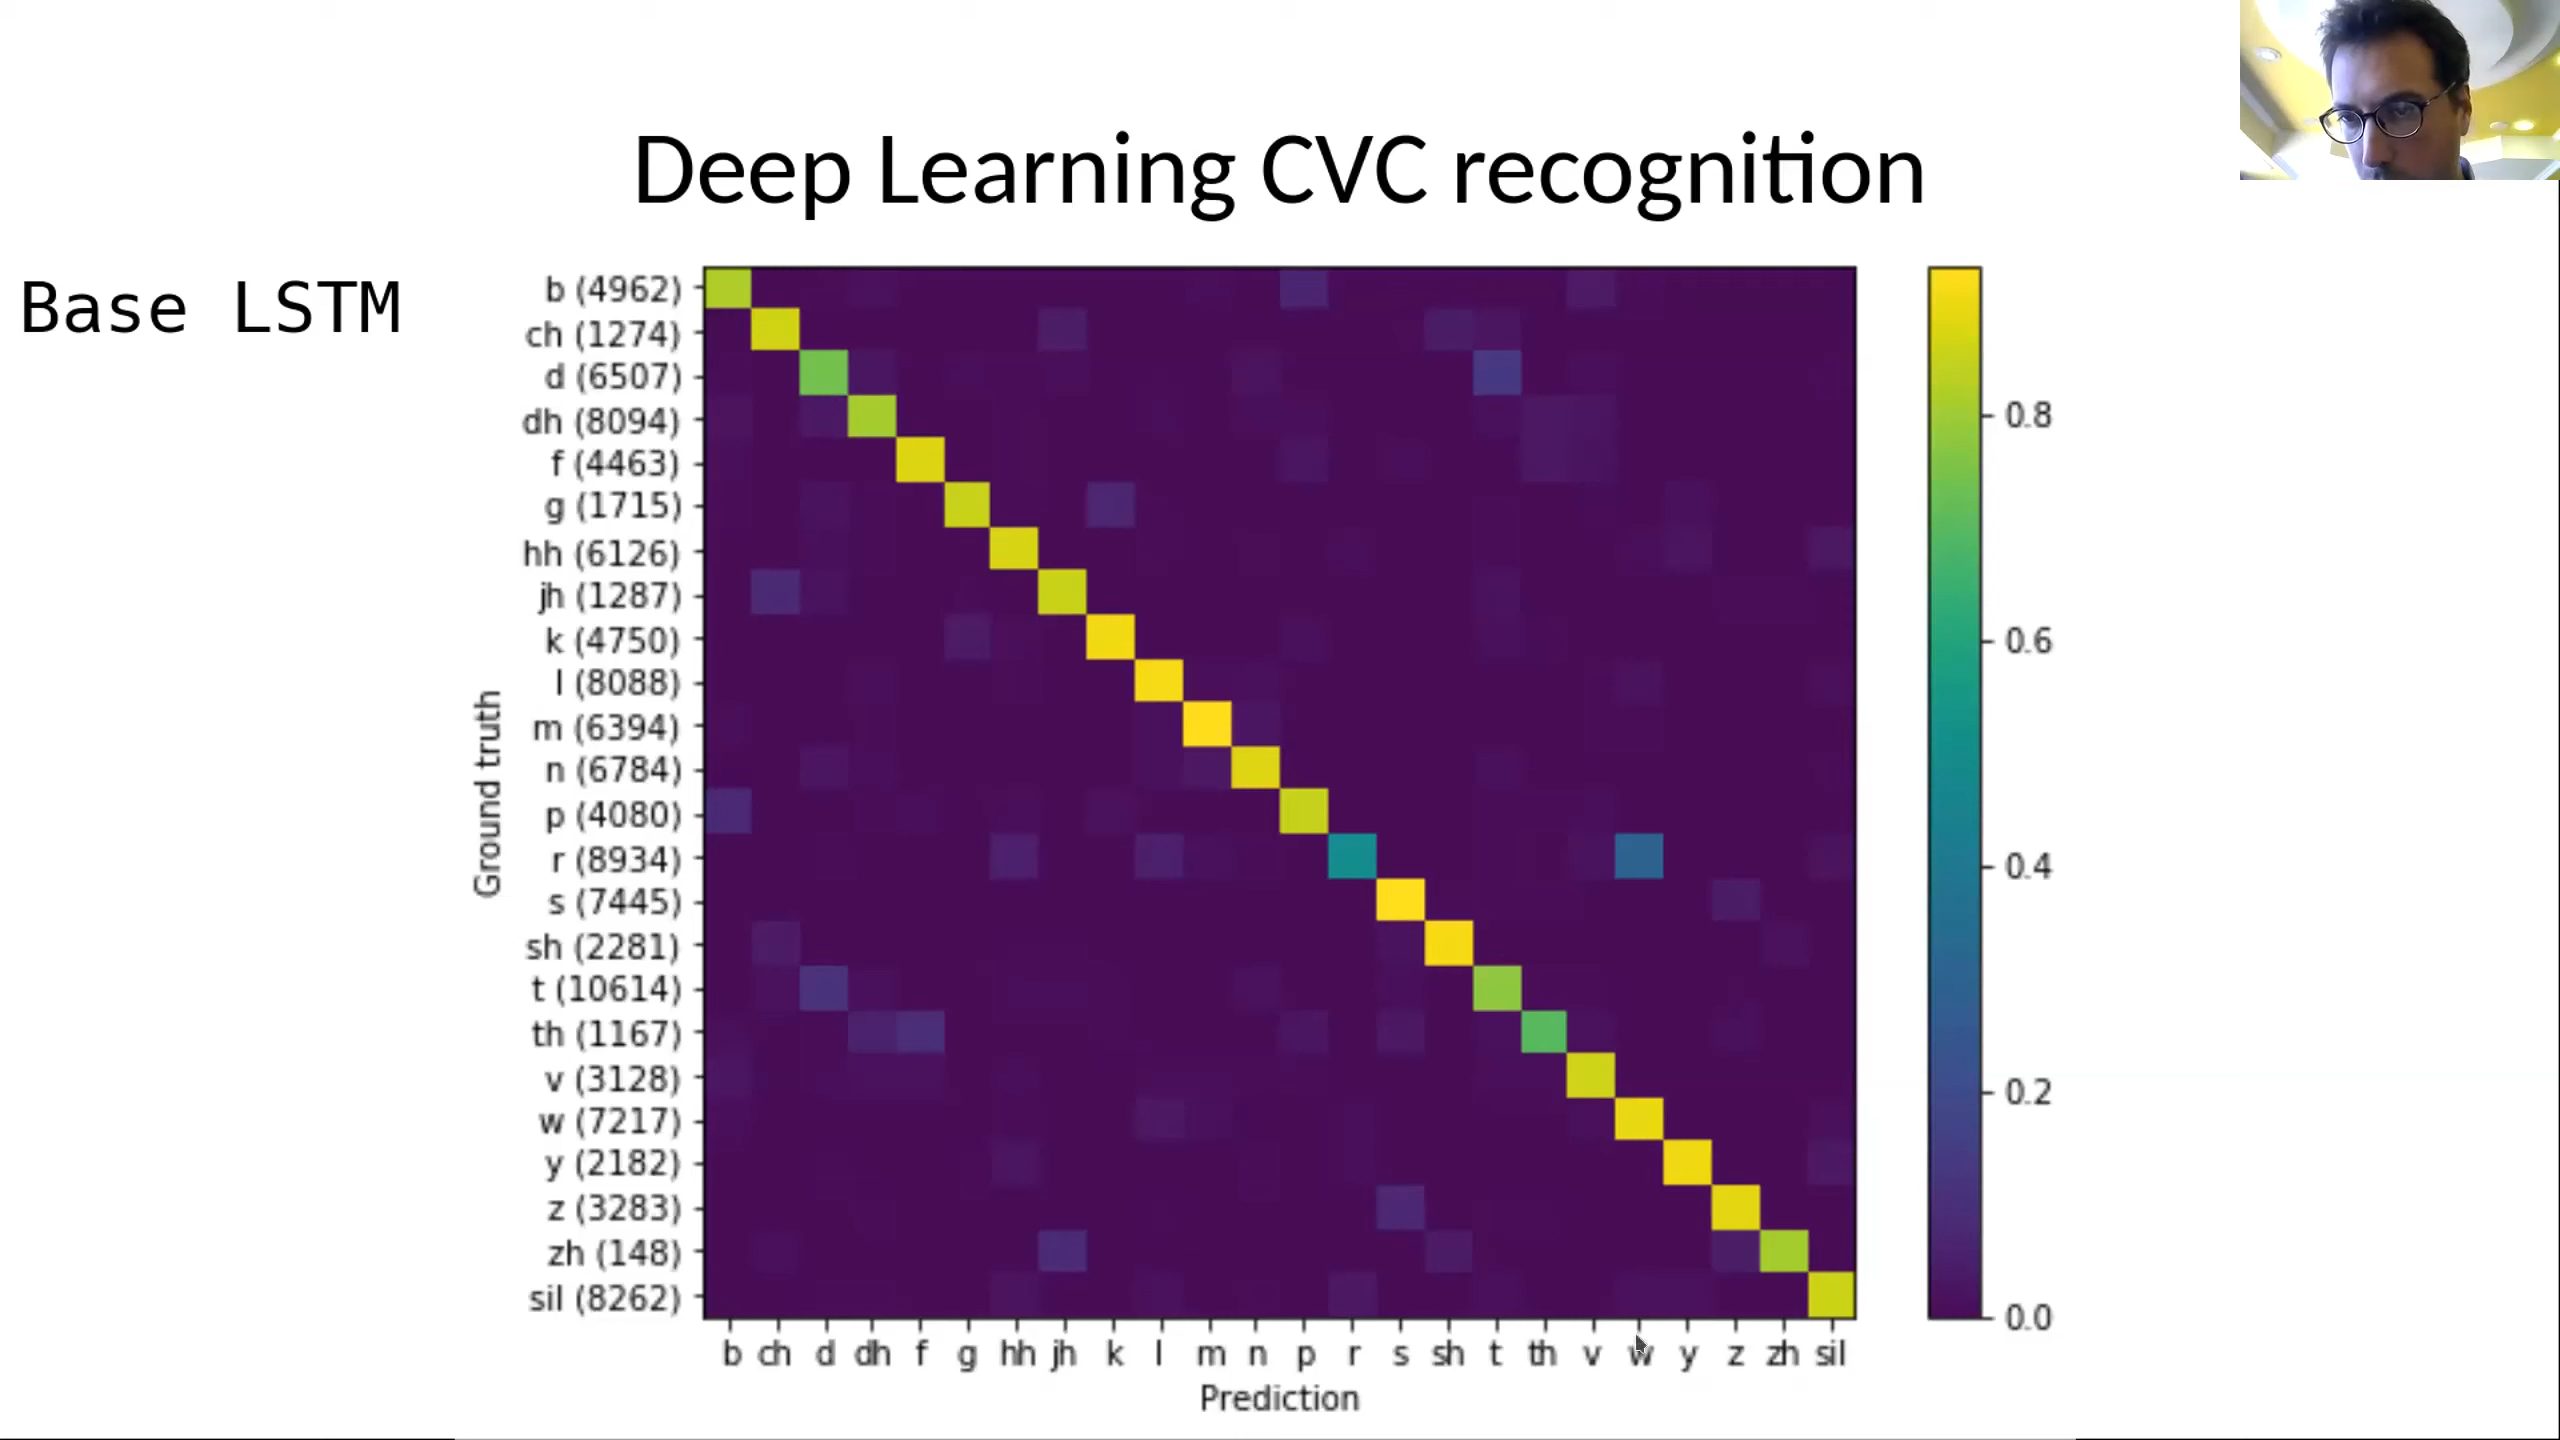 Deep Learning CVC recognition
Base LSTM
b (4962)
ch (1274)
d (6507)
dh (8094)
f (4463)
g (1715)
hh (6126)
jh (1287)
k (4750)
l (8088)
m (6394)
n (6784)
p (4080)
r (8934)
s (7445)
sh (2281)
t (10614)
th (1167)
v (3128)
w (7217)
y (2182)
z (3283)
zh (148)
sil (8262)
Ground truth
b ch d dh f g hh jh k l m n p r s sh t th v w y z zh sil
Prediction
0.8
0.6
0.4
0.2
0.0